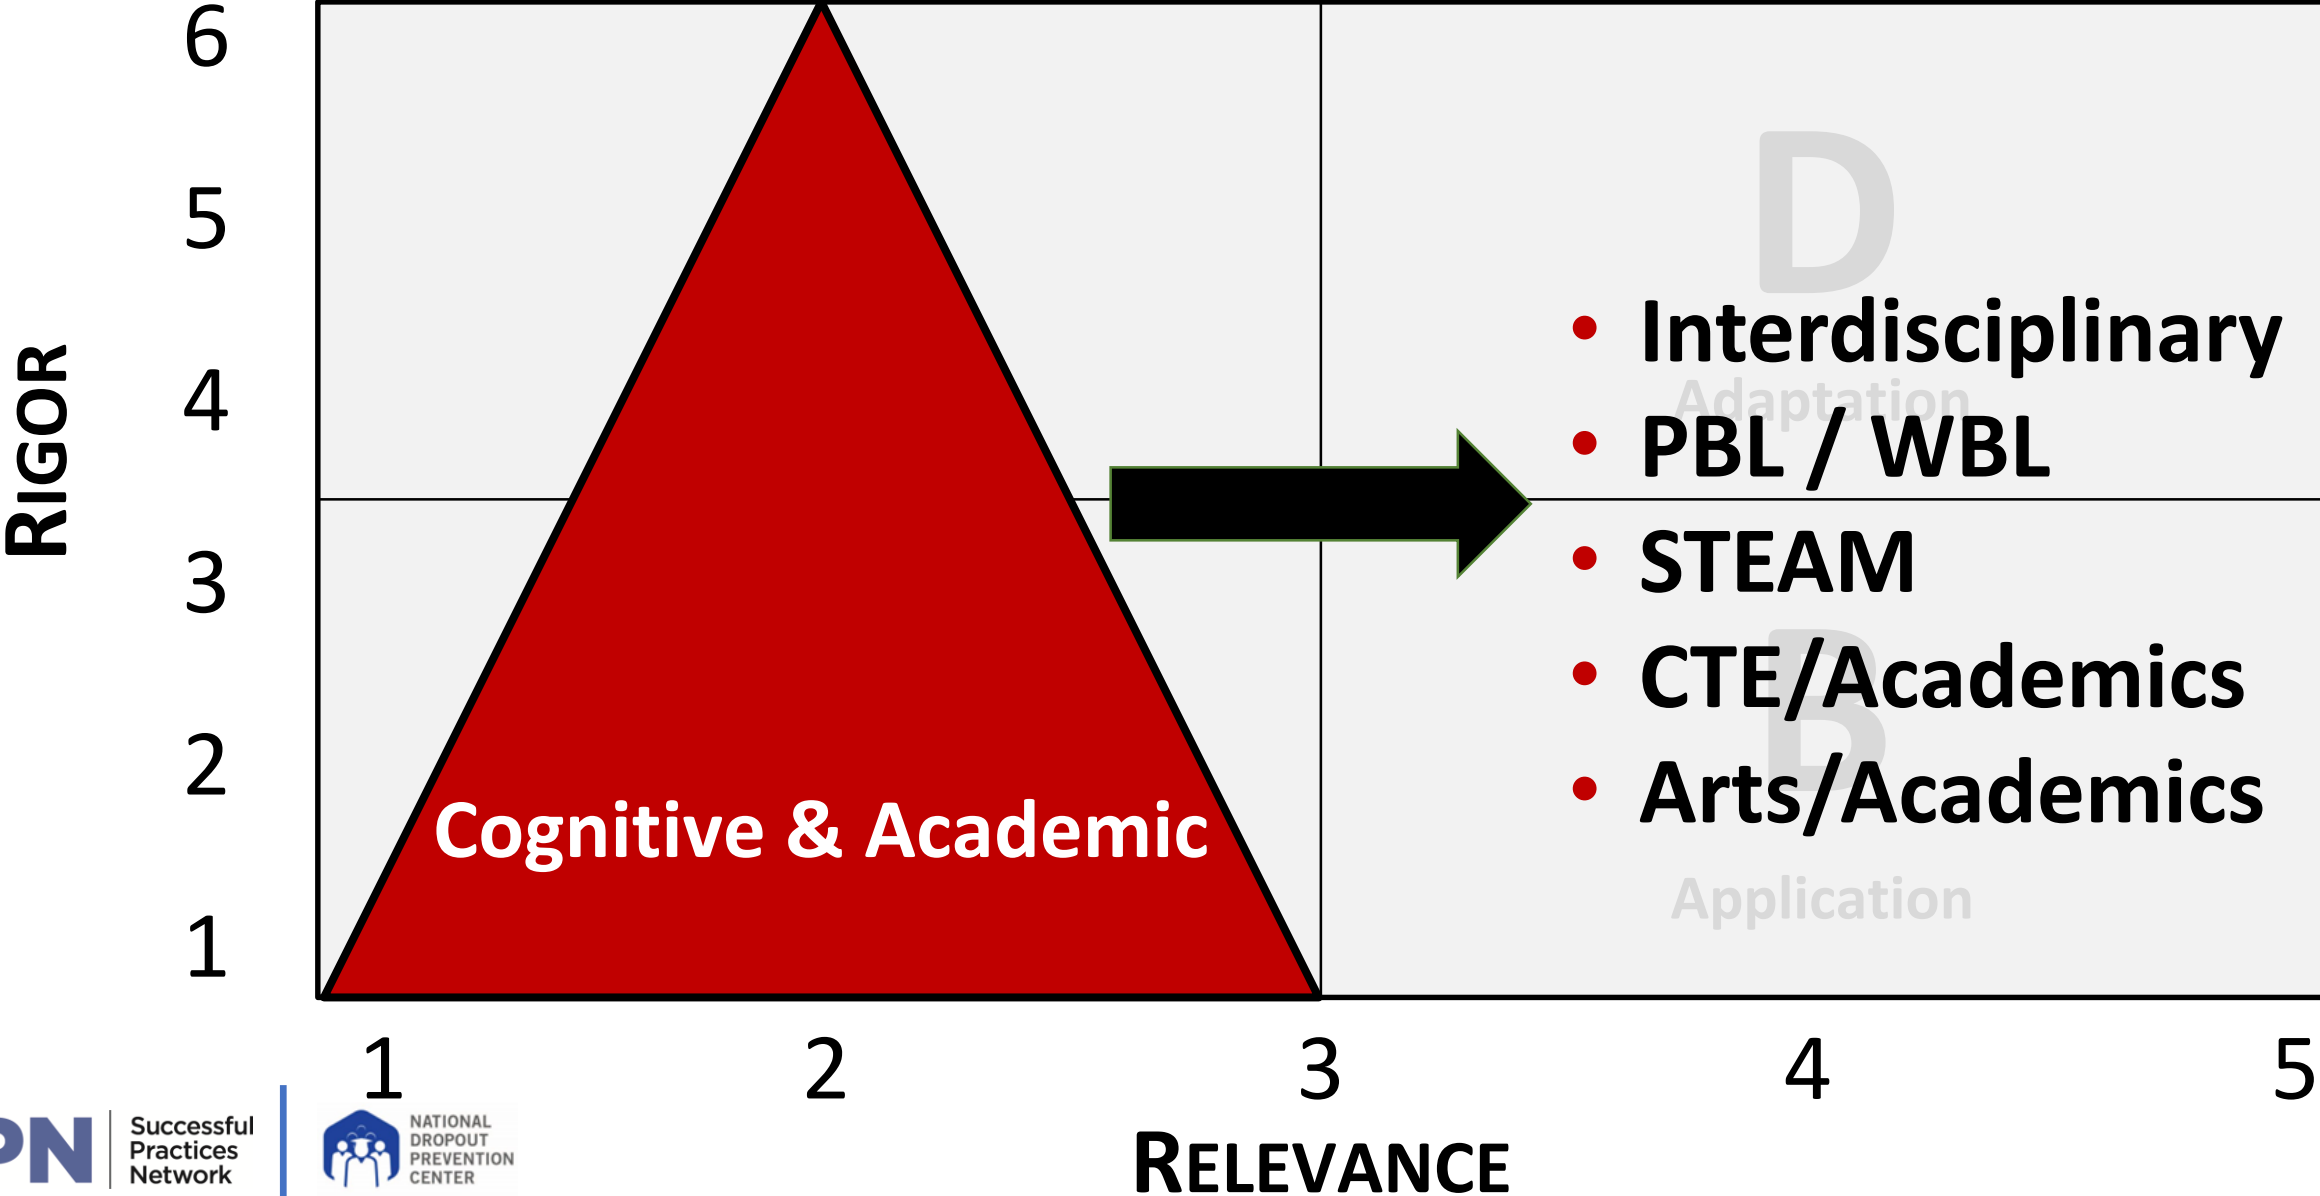 6
5
4
3
2
1
RIGOR
D
• Interdisciplinary
Adaptation
• PBL / WBL
• STEAM
B
• CTE/Academics
• Arts/Academics
Application
Cognitive & Academic
1
2
3
4
5
RELEVANCE
PN
Successful
Practices
Network
NATIONAL
DROPOUT
PREVENTION
CENTER